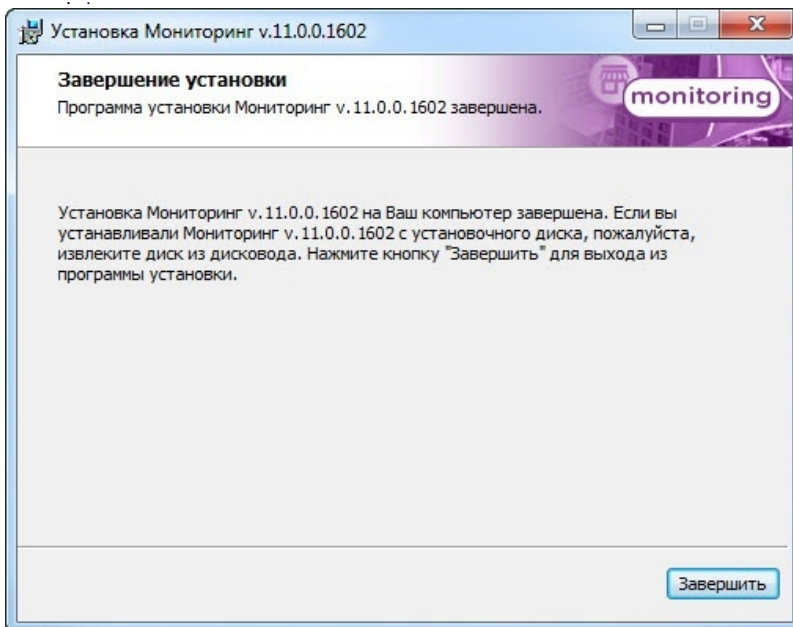 Установка Мониторинг v.11.0.0.1602
Завершение установки
Программа установки Мониторинг v.11.0.0.1602 завершена.
monitoring
Установка Мониторинг v.11.0.0.1602 на Ваш компьютер завершена. Если вы
устанавливали Мониторинг v.11.0.0.1602 с установочного диска, пожалуйста,
извлеките диск из дисковода. Нажмите кнопку "Завершить" для выхода из
программы установки.
Завершить